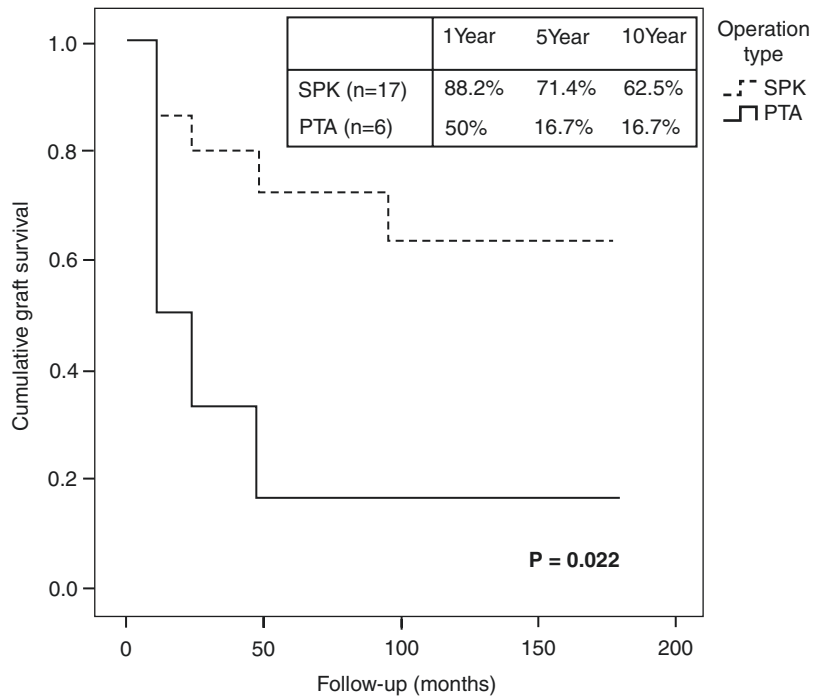 1Year 5Year 10Year
SPK (n=17) 88.2% 71.4% 62.5%
PTA (n=6) 50% 16.7% 16.7%
Operation
type
SPK
PTA
1.0
0.8
0.6
0.4
0.2
0.0
Cumulative graft survival
P = 0.022
0 50 100 150 200
Follow-up (months)